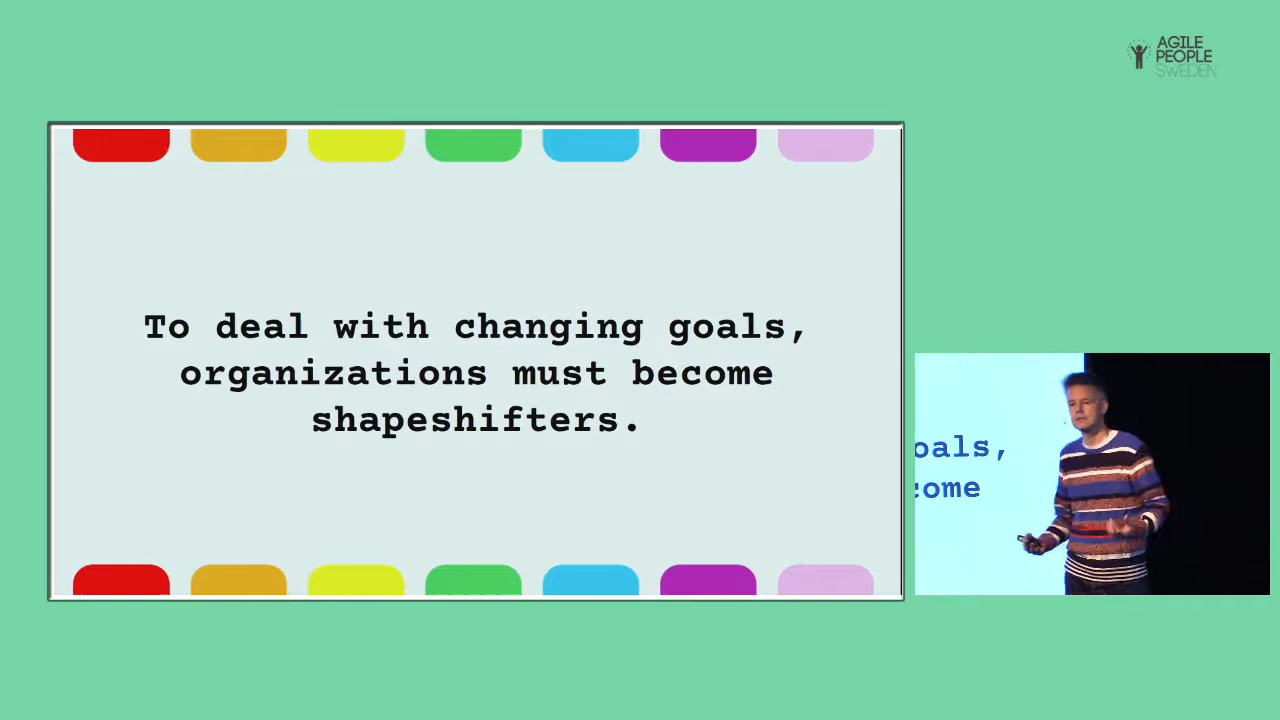 AGILE
PEOPLE
SWEDEN
To deal with changing goals,
organizations must become
shapeshifters.
oals,
come